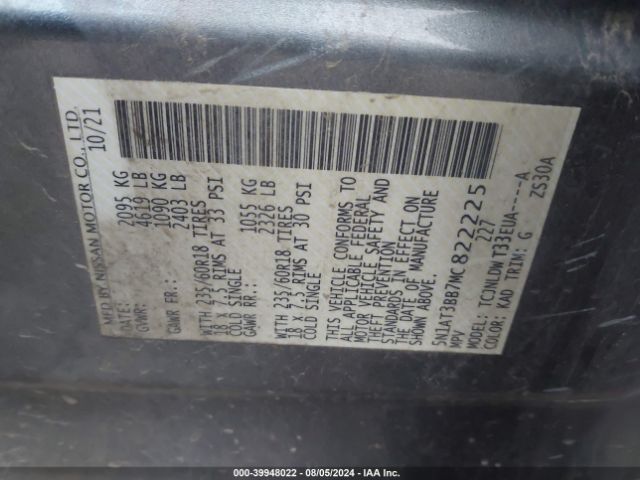 MFD BY NISSAN MOTOR CO., LTD.
DATE: 10/21
GVWR: 2095 KG
4619 LB
GAWR FR.: 1090 KG
2403 LB
WITH 235/60R18 TIRES
18 X 7.5 RIMS AT 33 PSI
COLD SINGLE
GAWR RR.: 1055 KG
2326 LB
WITH 235/60R18 TIRES
18 X 7.5 RIMS AT 30 PSI
COLD SINGLE
THIS VEHICLE CONFORMS TO
ALL APPLICABLE FEDERAL
MOTOR VEHICLE SAFETY AND
THEFT PREVENTION
STANDARDS IN EFFECT ON
THE DATE OF MANUFACTURE
SHOWN ABOVE.
5N1AT3BB7MC822225
MPV 227
MODEL: TCJNLDW T33EUA----A
COLOR: KAD TRIM: G ZS30A
000-39948022 - 08/05/2024 - IAA Inc.